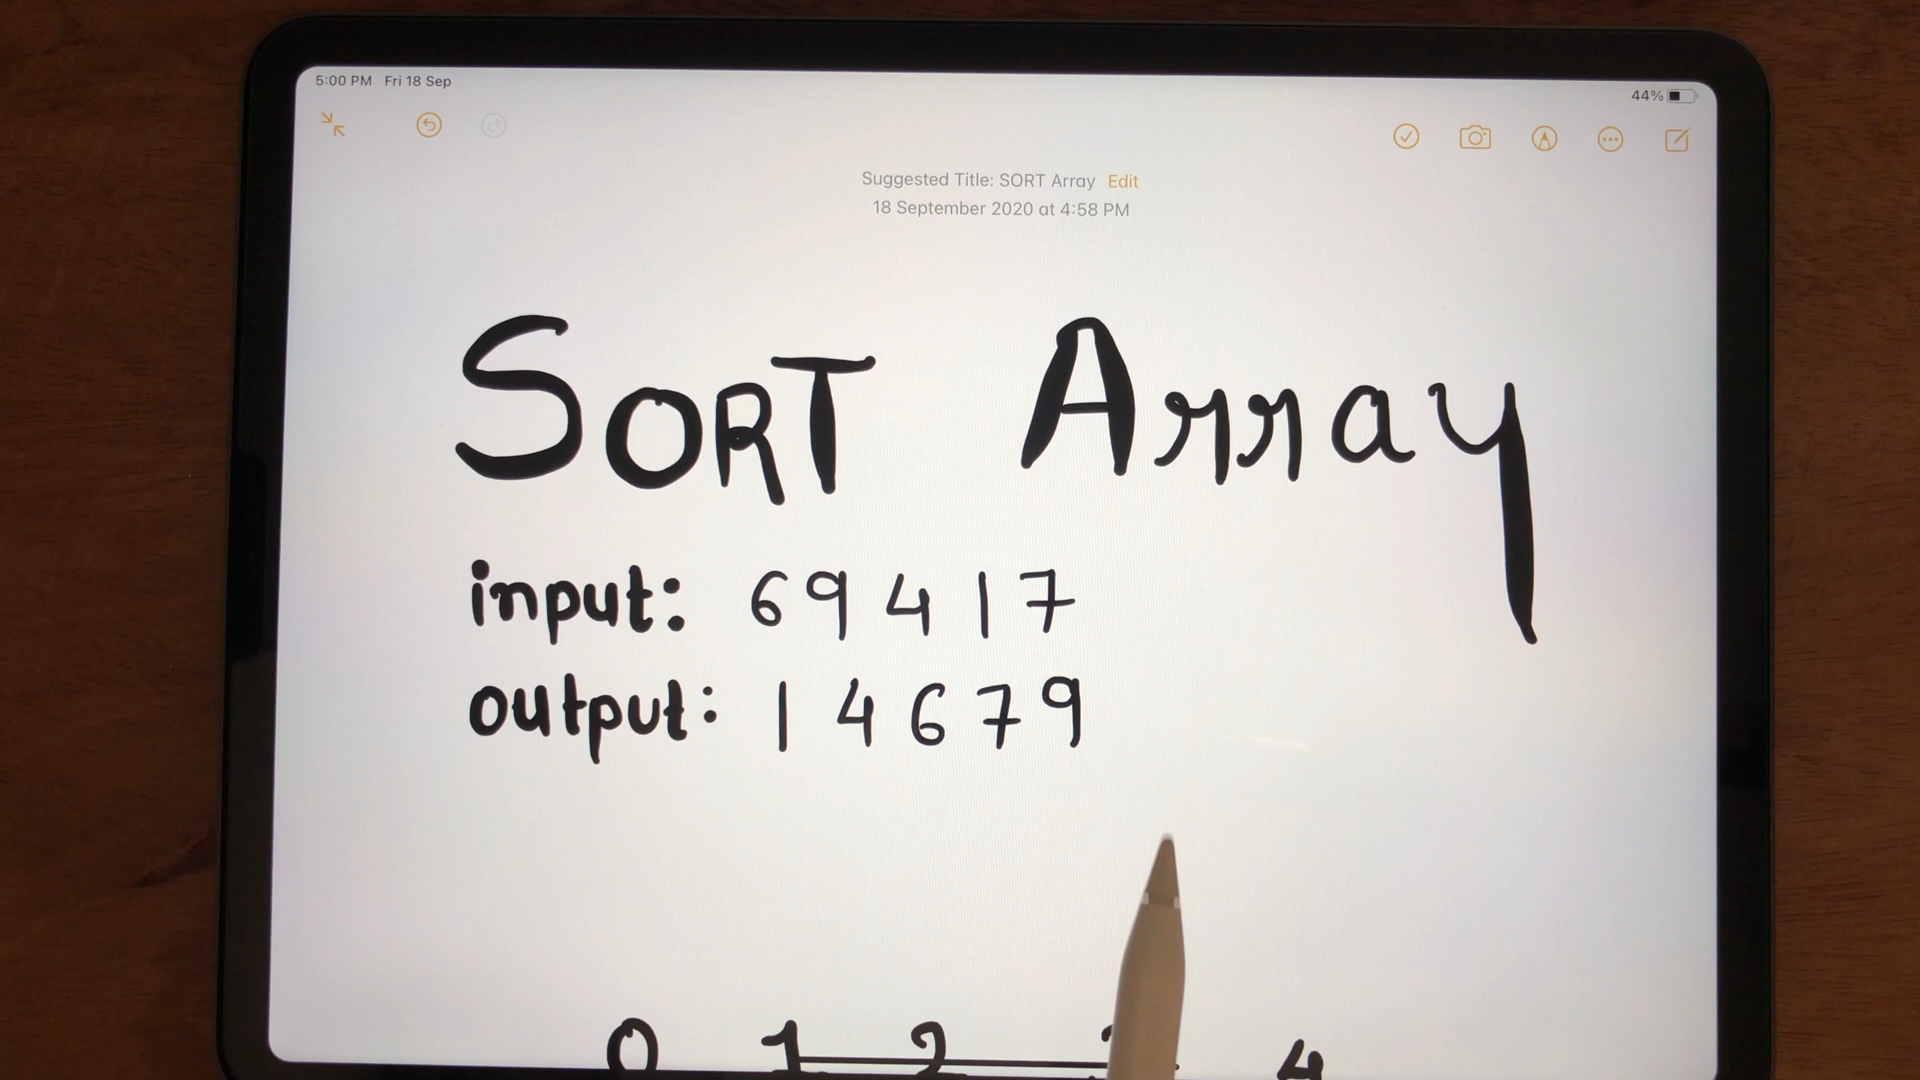 5:00 PM Fri 18 Sep
44%
Suggested Title: SORT Array Edit
18 September 2020 at 4:58 PM
SORT Array
input: 6 9 4 1 7
output: 1 4 6 7 9
0 1 2 4